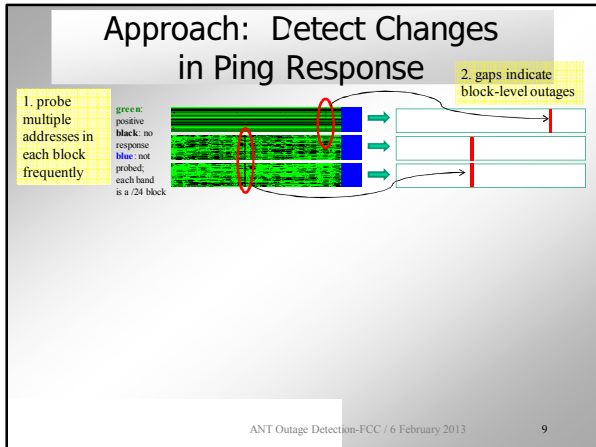 Approach: Detect Changes
in Ping Response
1. probe
multiple
addresses in
each block
frequently
green:
positive
black: no
response
blue: not
probed;
each band
is a /24 block
2. gaps indicate
block-level outages
ANT Outage Detection-FCC / 6 February 2013
9